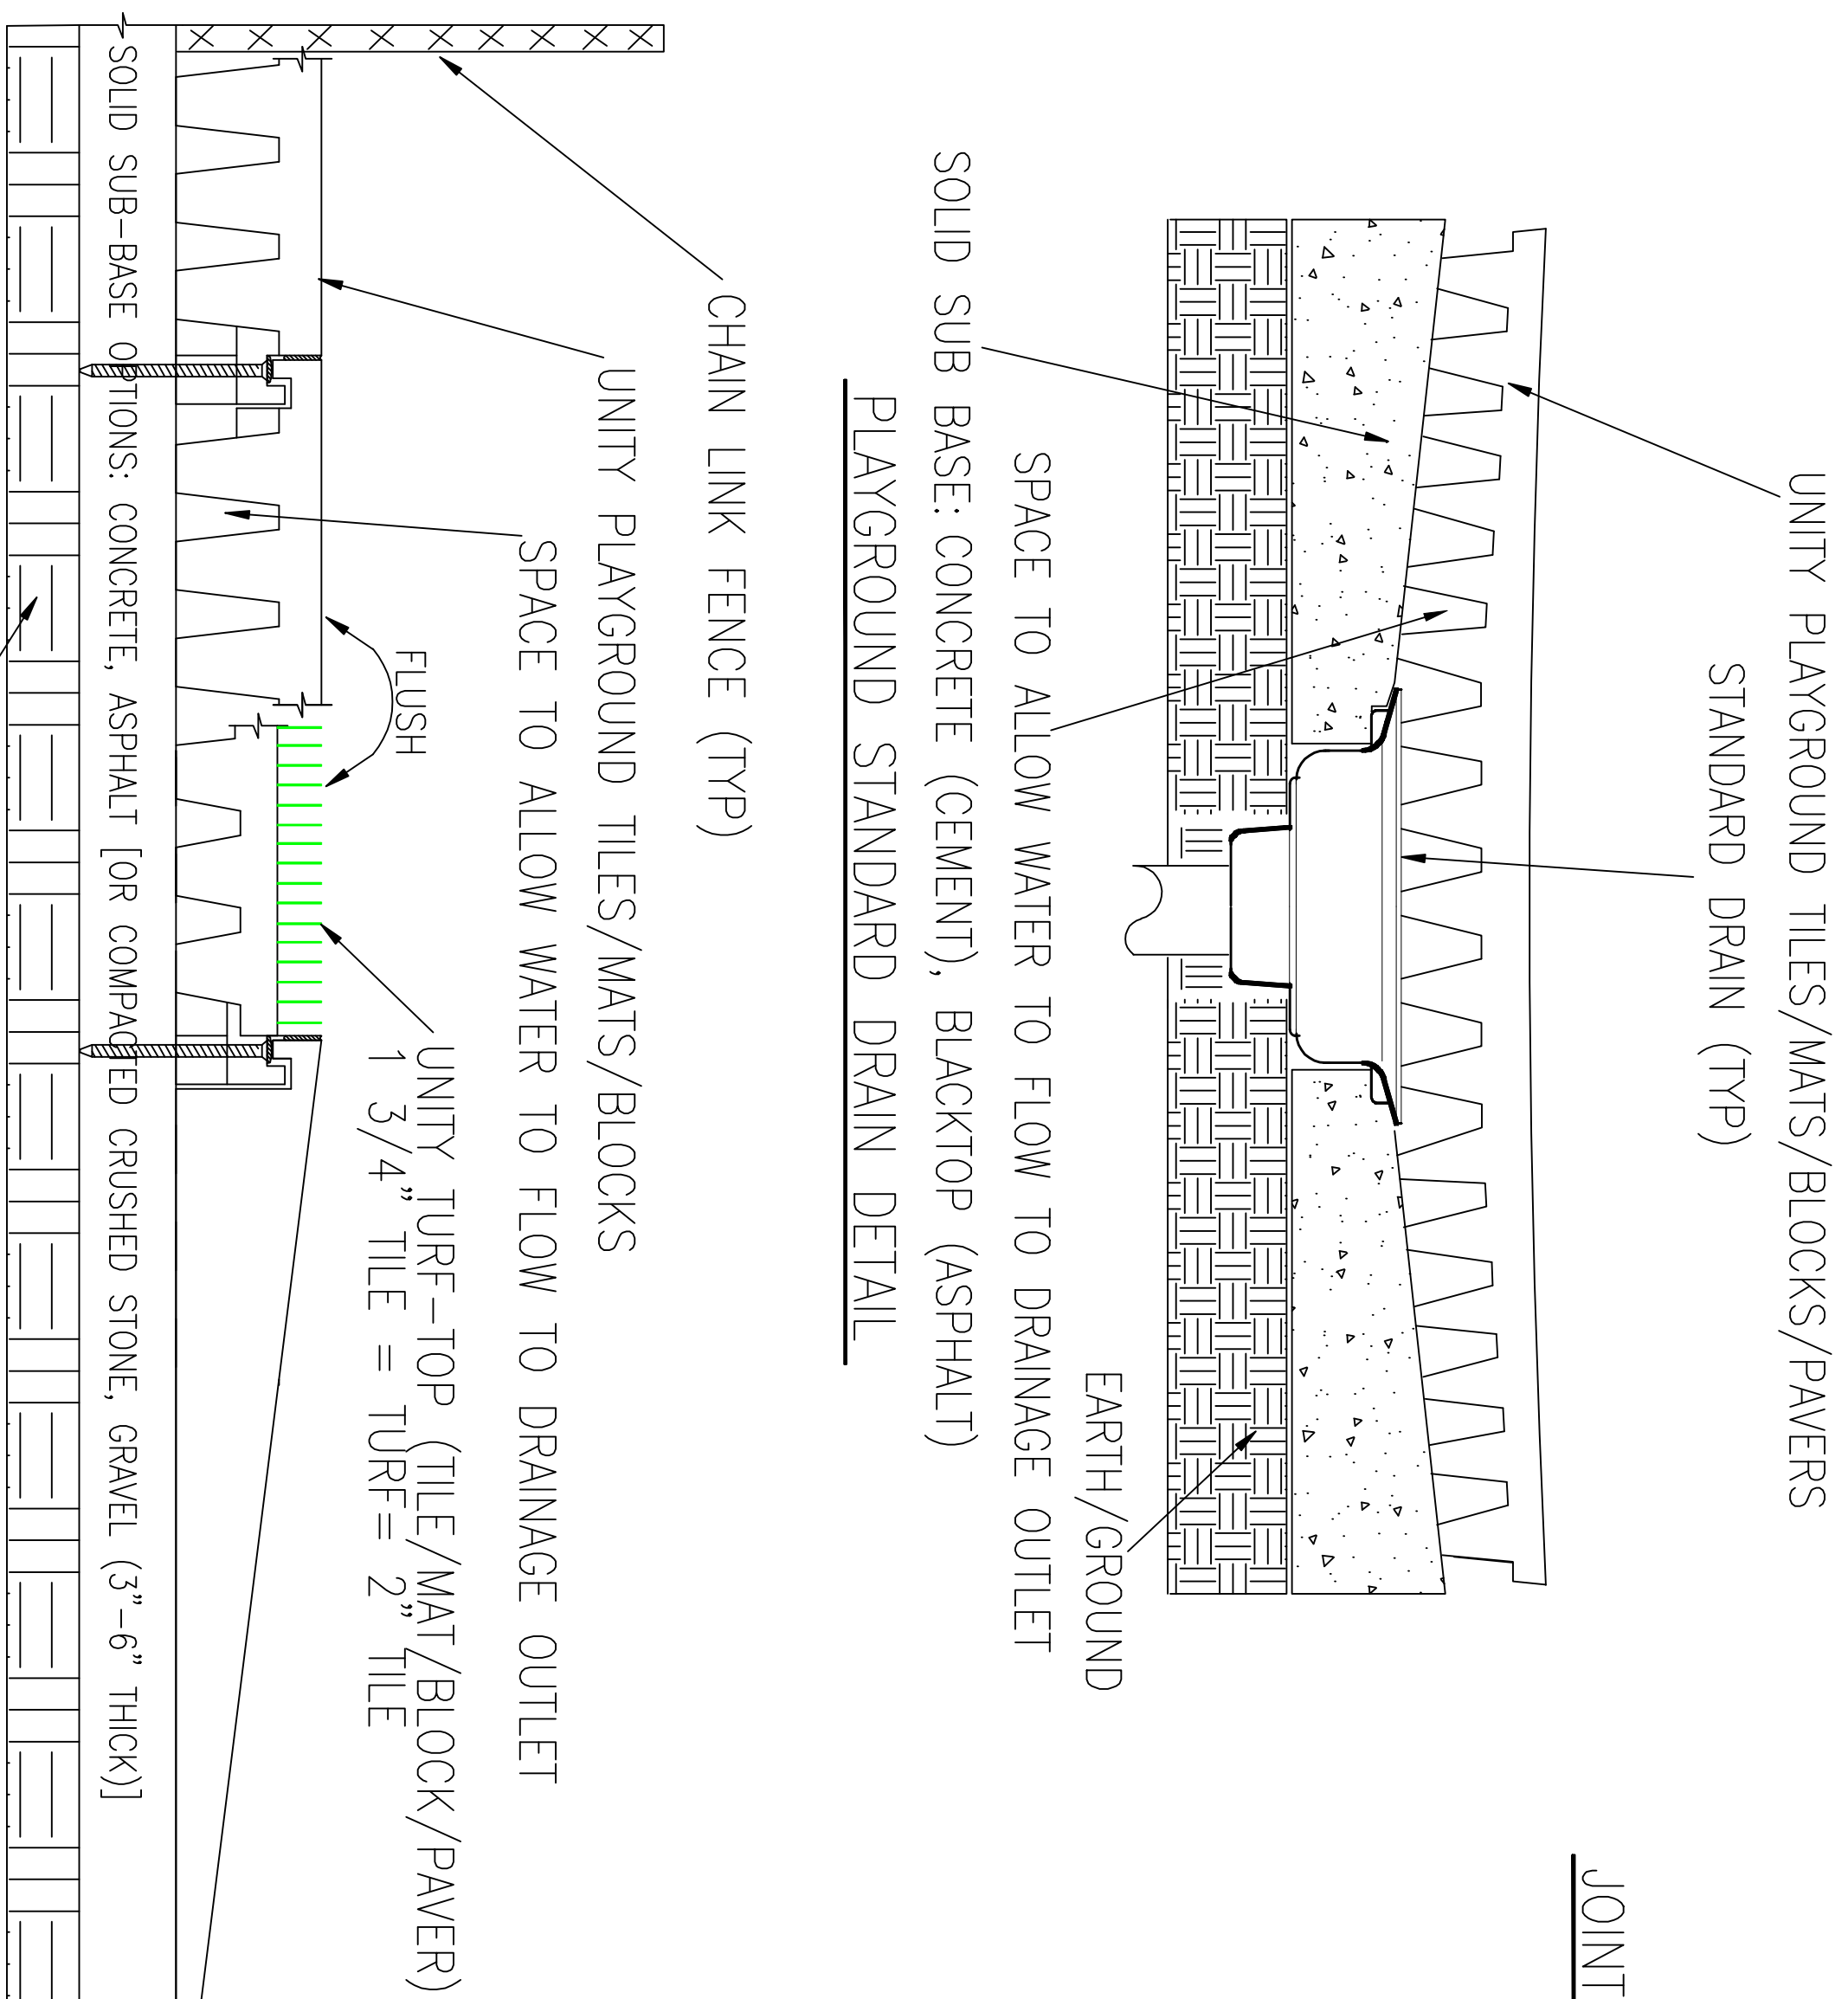 UNITY PLAYGROUND TILES/MATS/BLOCKS/PAVERS
STANDARD DRAIN (TYP)
JOINT
EARTH/GROUND
SPACE TO ALLOW WATER TO FLOW TO DRAINAGE OUTLET
SOLID SUB BASE: CONCRETE (CEMENT), BLACKTOP (ASPHALT)
PLAYGROUND STANDARD DRAIN DETAIL
CHAIN LINK FENCE (TYP)
UNITY PLAYGROUND TILES/MATS/BLOCKS
SPACE TO ALLOW WATER TO FLOW TO DRAINAGE OUTLET
UNITY TURF-TOP (TILE/MAT/BLOCK/PAVER)
1 3/4" TILE = TURF= 2" TILE
FLUSH
SOLID SUB-BASE OPTIONS: CONCRETE, ASPHALT [OR COMPACTED CRUSHED STONE, GRAVEL (3"-6" THICK)]